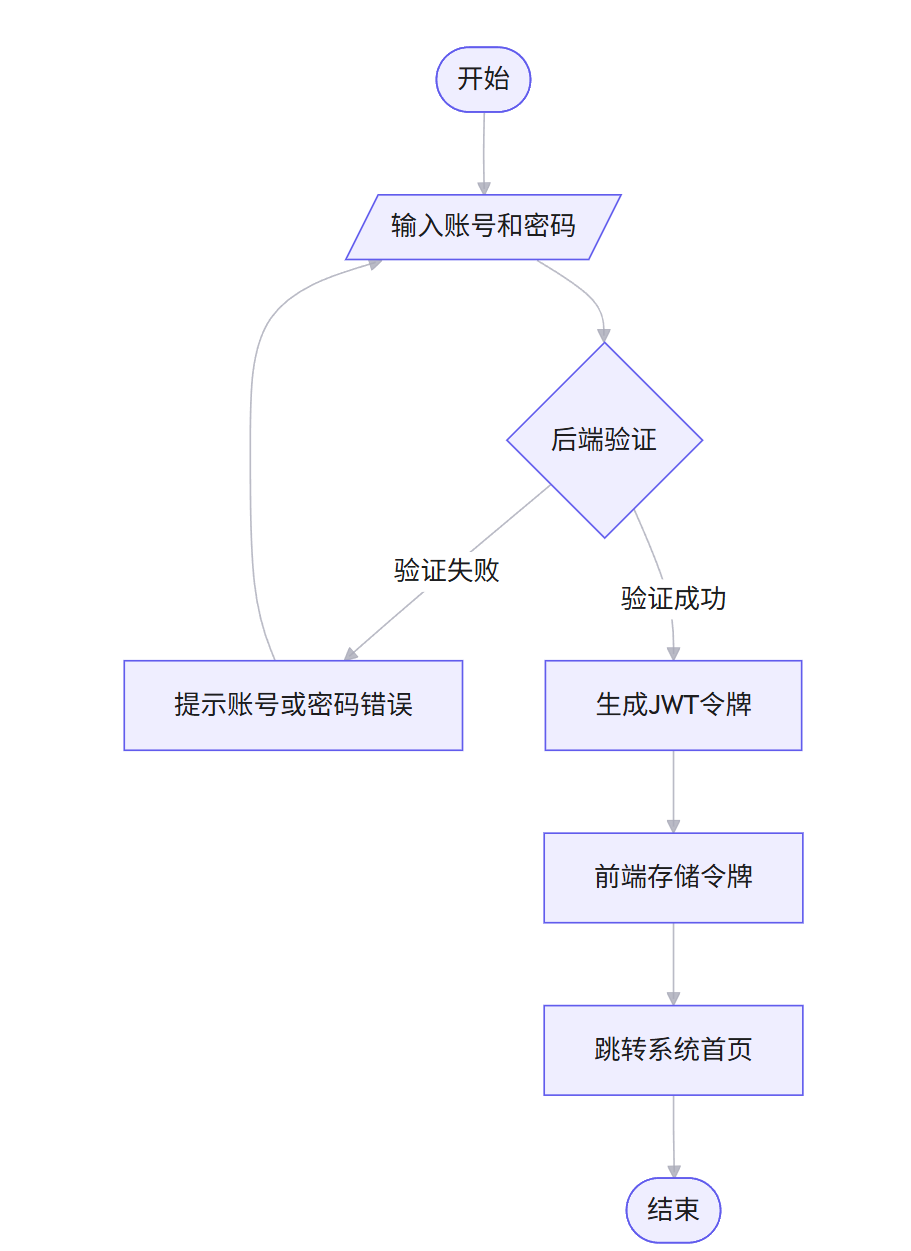 开始
输入账号和密码
后端验证
验证失败
验证成功
提示账号或密码错误
生成JWT令牌
前端存储令牌
跳转系统首页
结束